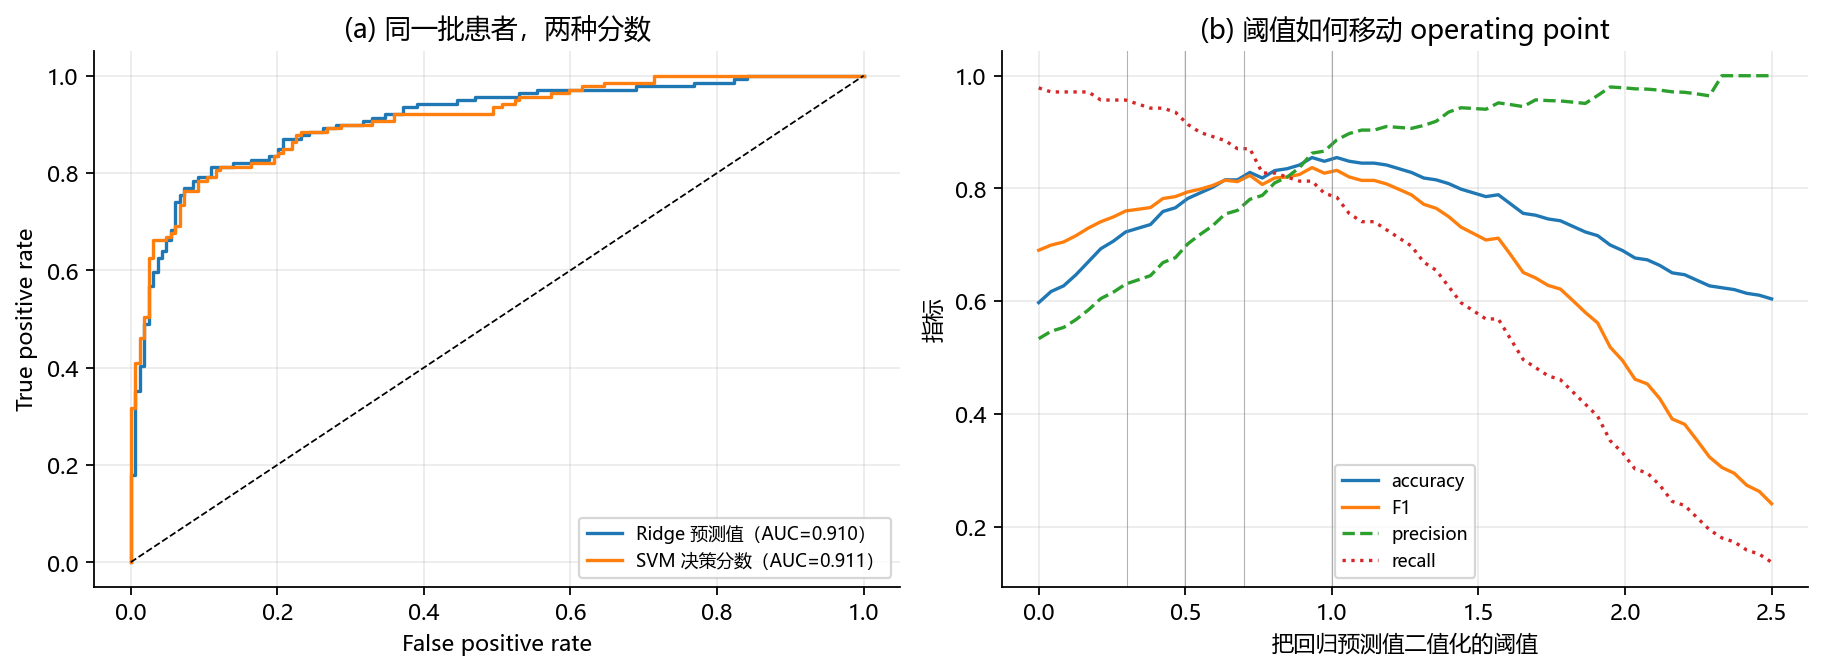 (a) 同一批患者，两种分数
True positive rate
1.0
0.8
0.6
0.4
0.2
0.0
Ridge 预测值（AUC=0.910）
SVM 决策分数（AUC=0.911）
0.0 0.2 0.4 0.6 0.8 1.0
False positive rate
(b) 阈值如何移动 operating point
指标
1.0
0.8
0.6
0.4
0.2
accuracy
F1
precision
recall
0.0 0.5 1.0 1.5 2.0 2.5
把回归预测值二值化的阈值